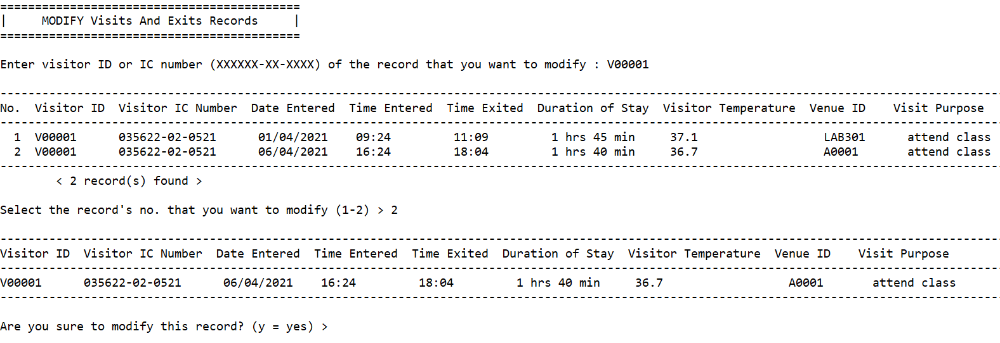 ===========================================
|     MODIFY Visits And Exits Records     |
===========================================
Enter visitor ID or IC number (XXXXXX-XX-XXXX) of the record that you want to modify : V00001
------------------------------------------------------------------------------------------------------------------------------------------------
No.  Visitor ID  Visitor IC Number  Date Entered  Time Entered  Time Exited  Duration of Stay  Visitor Temperature  Venue ID    Visit Purpose
------------------------------------------------------------------------------------------------------------------------------------------------
  1  V00001      035622-02-0521      01/04/2021    09:24         11:09         1 hrs 45 min     37.1                  LAB301      attend class
  2  V00001      035622-02-0521      06/04/2021    16:24         18:04         1 hrs 40 min     36.7                  A0001       attend class
------------------------------------------------------------------------------------------------------------------------------------------------
        < 2 record(s) found >
Select the record's no. that you want to modify (1-2) > 2
------------------------------------------------------------------------------------------------------------------------------------------------
Visitor ID  Visitor IC Number  Date Entered  Time Entered  Time Exited  Duration of Stay  Visitor Temperature  Venue ID    Visit Purpose
------------------------------------------------------------------------------------------------------------------------------------------------
V00001      035622-02-0521      06/04/2021    16:24         18:04         1 hrs 40 min     36.7                  A0001       attend class
------------------------------------------------------------------------------------------------------------------------------------------------
Are you sure to modify this record? (y = yes) >